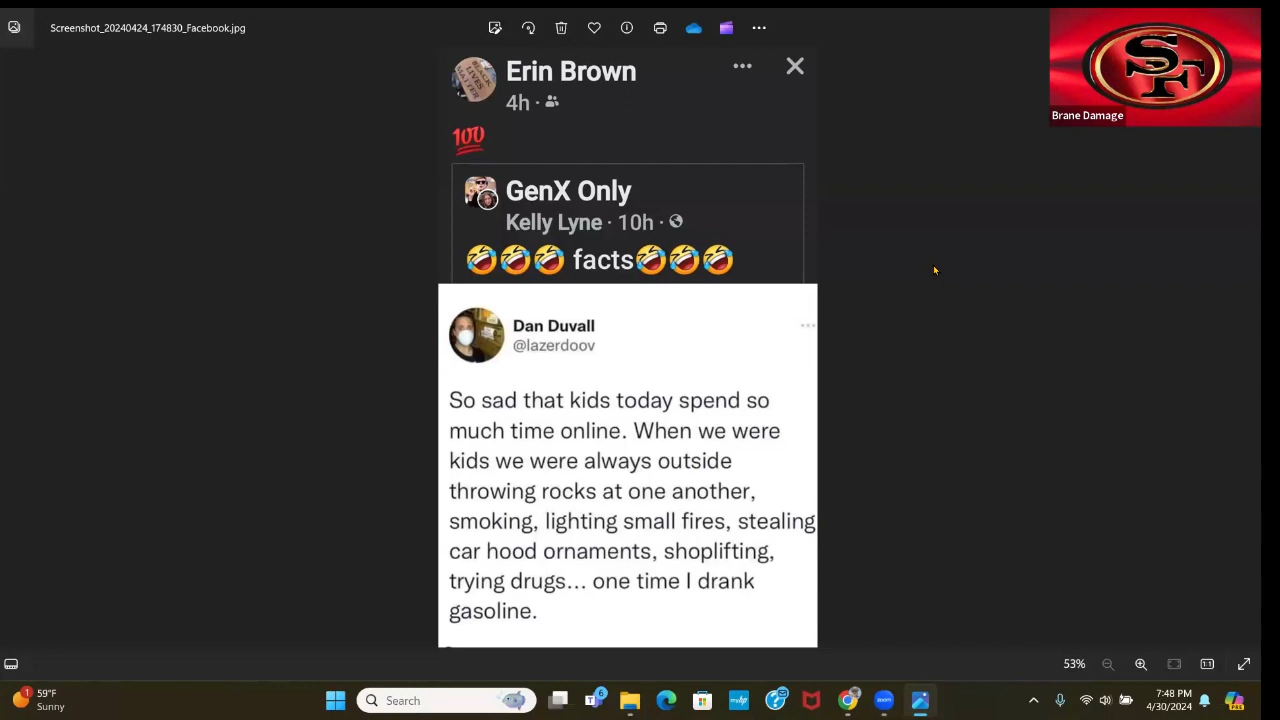 Screenshot_20240424_174830_Facebook.jpg
SF
Brane Damage
Erin Brown
4h ·
💯
GenX Only
Kelly Lyne · 10h ·
🤣🤣🤣 facts🤣🤣🤣
Dan Duvall
@lazerdoov
So sad that kids today spend so
much time online. When we were
kids we were always outside
throwing rocks at one another,
smoking, lighting small fires, stealing
car hood ornaments, shoplifting,
trying drugs... one time I drank
gasoline.
53%
1
59°F
Sunny
Search
6
7:48 PM
4/30/2024